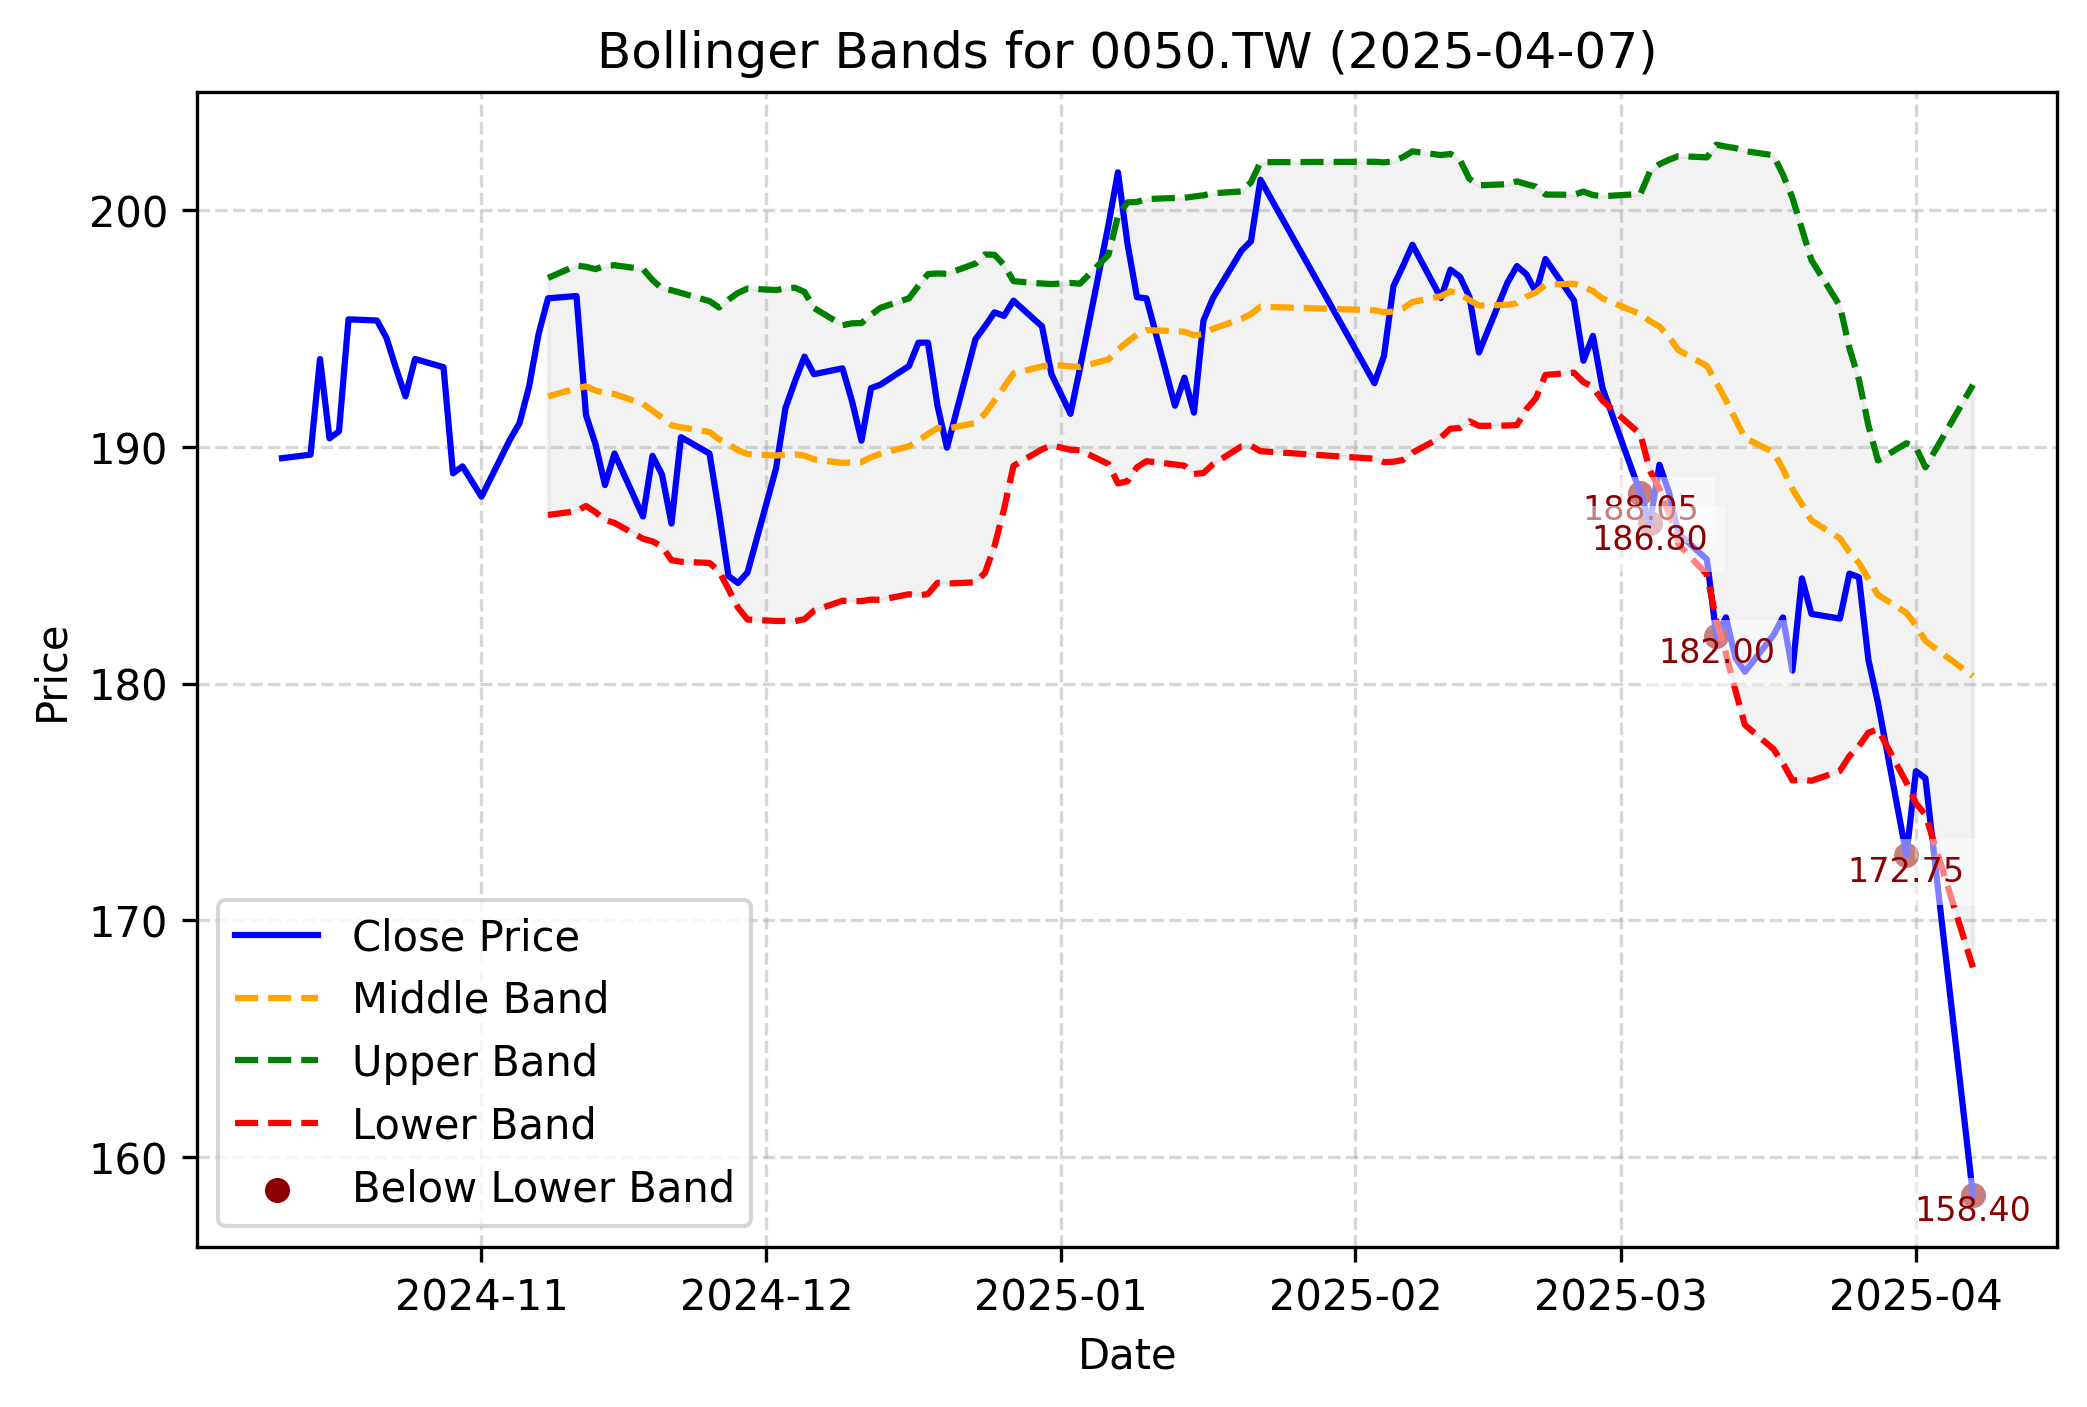 Bollinger Bands for 0050.TW (2025-04-07)
Price
200
190
180
170
160
188.05
186.80
182.00
172.75
158.40
Close Price
Middle Band
Upper Band
Lower Band
Below Lower Band
2024-11
2024-12
2025-01
2025-02
2025-03
2025-04
Date